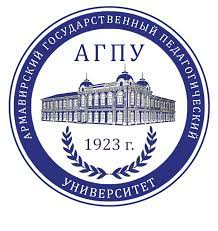 АРМАВИРСКИЙ ГОСУДАРСТВЕННЫЙ ПЕДАГОГИЧЕСКИЙ
УНИВЕРСИТЕТ
АГПУ
1923 г.